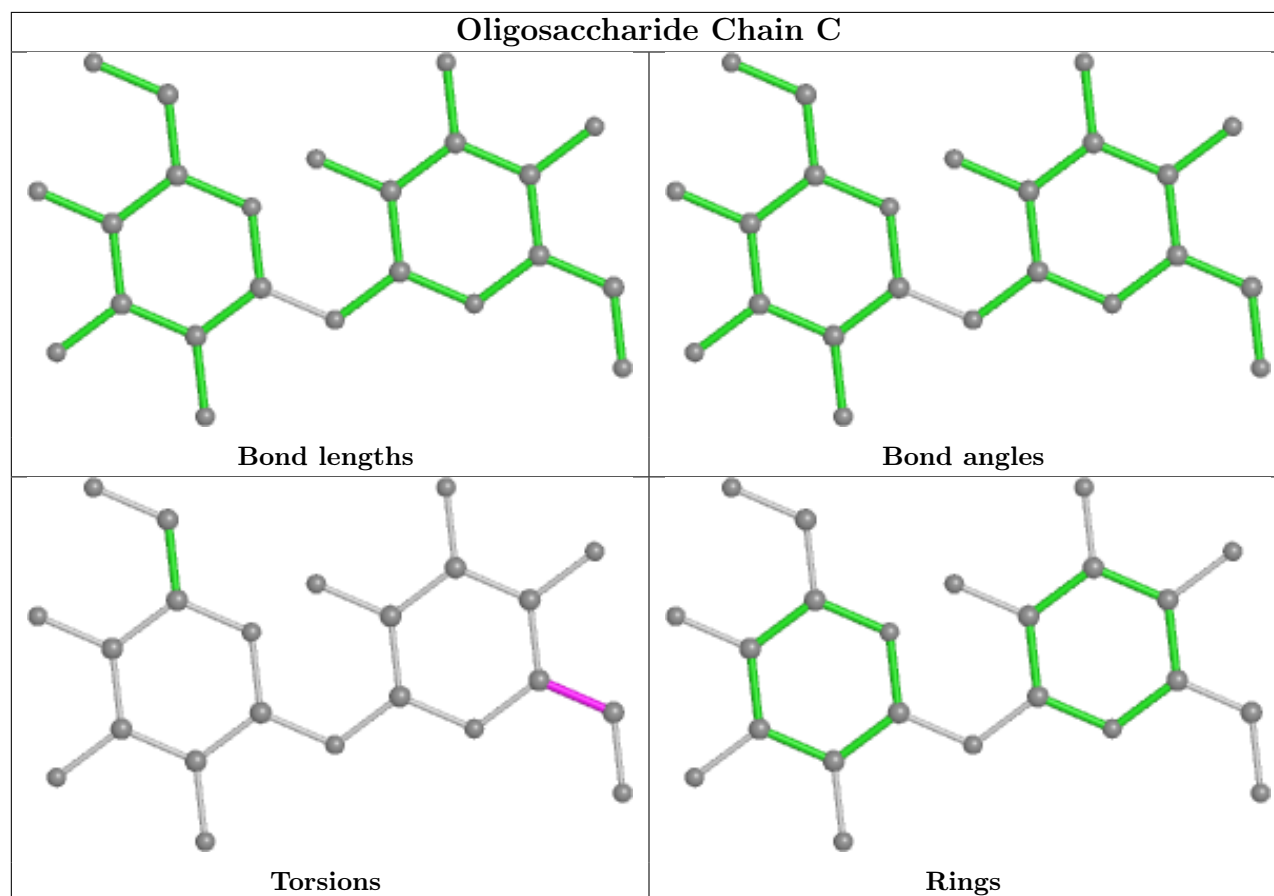 Oligosaccharide Chain C
Bond lengths
Bond angles
Torsions
Rings